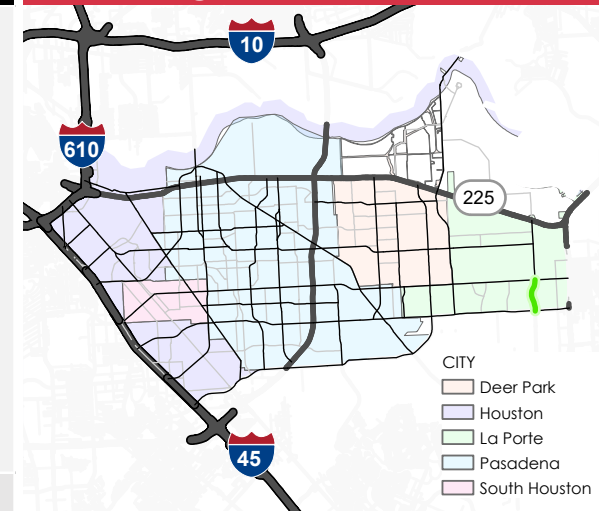 10
610
225
CITY
Deer Park
Houston
La Porte
Pasadena
South Houston
45